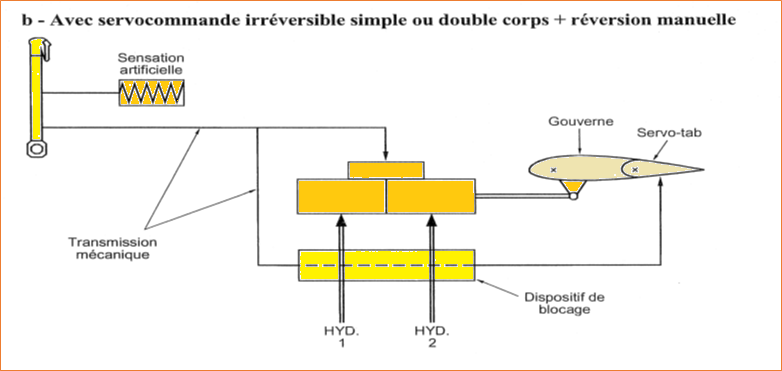 b - Avec servocommande irréversible simple ou double corps + réversion manuelle
Sensation
artificielle
Gouverne
Servo-tab
Transmission
mécanique
Dispositif de
blocage
HYD.
1
HYD.
2